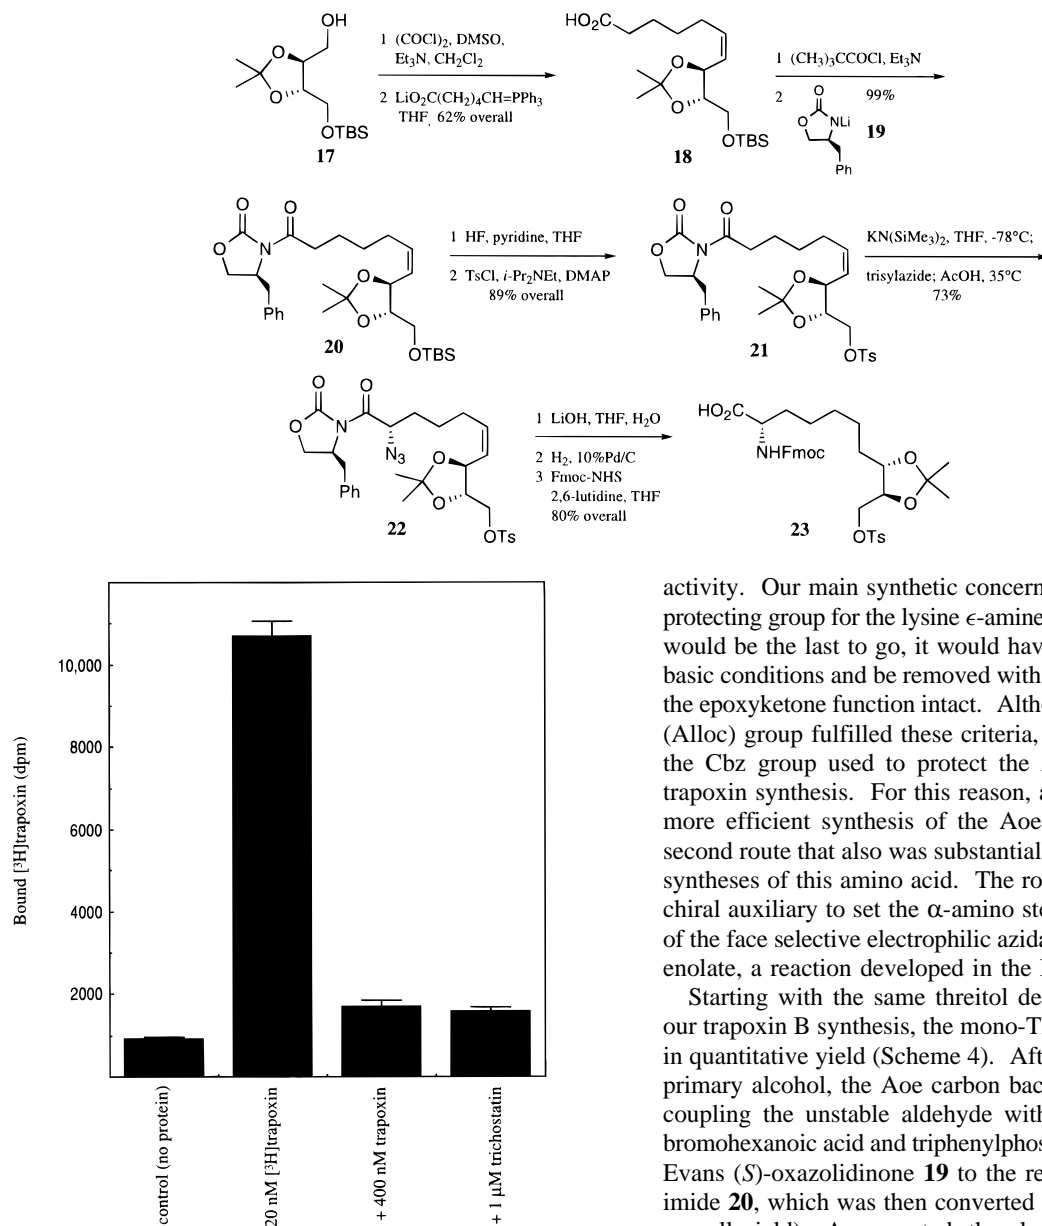 OH
O
O
OTBS
17
1 (COCl)2, DMSO,
Et3N, CH2Cl2
2 LiO2C(CH2)4CH=PPh3
THF, 62% overall
HO2C
O
O
OTBS
18
1 (CH3)3CCOCl, Et3N
2 99%
O
O NLi
19
Ph
O O
O N
Ph
O
O
OTBS
20
1 HF, pyridine, THF
2 TsCl, i-Pr2NEt, DMAP
89% overall
O O
O N
Ph
O
O
OTs
21
KN(SiMe3)2, THF, -78°C;
trisylazide; AcOH, 35°C
73%
O O
O N
N3
Ph
O
O
OTs
22
1 LiOH, THF, H2O
2 H2, 10%Pd/C
3 Fmoc-NHS
2,6-lutidine, THF
80% overall
HO2C
NHFmoc
O
O
OTs
23
Bound [3H]trapoxin (dpm)
10,000
8000
6000
4000
2000
control (no protein)
20 nM [3H]trapoxin
+ 400 nM trapoxin
+ 1 µM trichostatin
activity. Our main synthetic concern
protecting group for the lysine ϵ-amine
would be the last to go, it would hav
basic conditions and be removed with
the epoxyketone function intact. Alth
(Alloc) group fulfilled these criteria,
the Cbz group used to protect the
trapoxin synthesis. For this reason, a
more efficient synthesis of the Aoe
second route that also was substantial
syntheses of this amino acid. The ro
chiral auxiliary to set the α-amino ste
of the face selective electrophilic azida
enolate, a reaction developed in the
Starting with the same threitol de
our trapoxin B synthesis, the mono-T
in quantitative yield (Scheme 4). Aft
primary alcohol, the Aoe carbon bac
coupling the unstable aldehyde with
bromohexanoic acid and triphenylphos
Evans (S)-oxazolidinone 19 to the re
imide 20, which was then converted